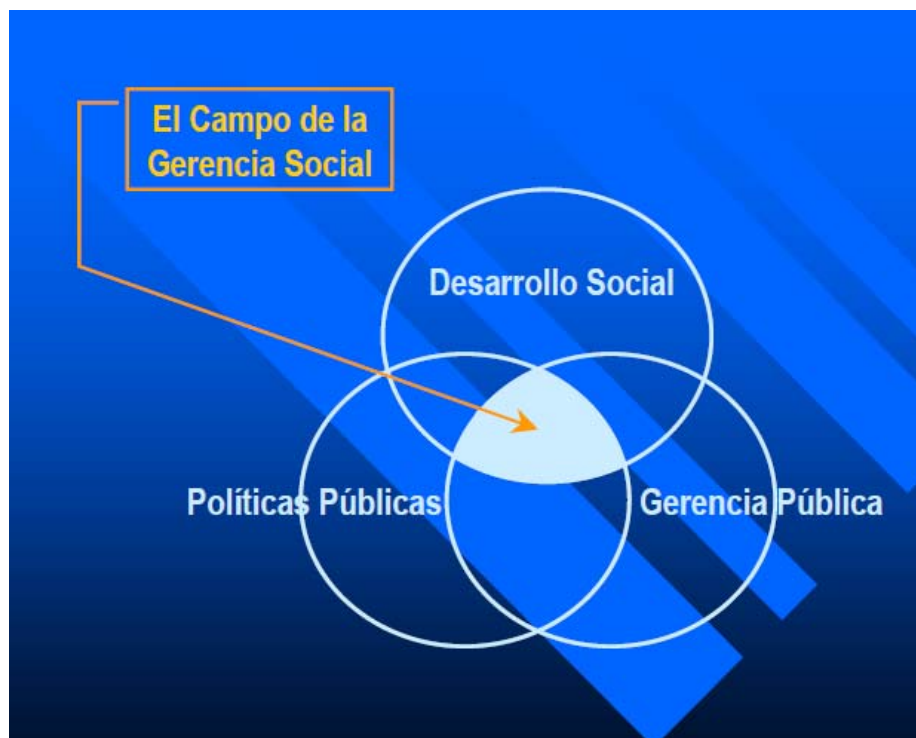 El Campo de la
Gerencia Social
Desarrollo Social
Políticas Públicas
Gerencia Pública